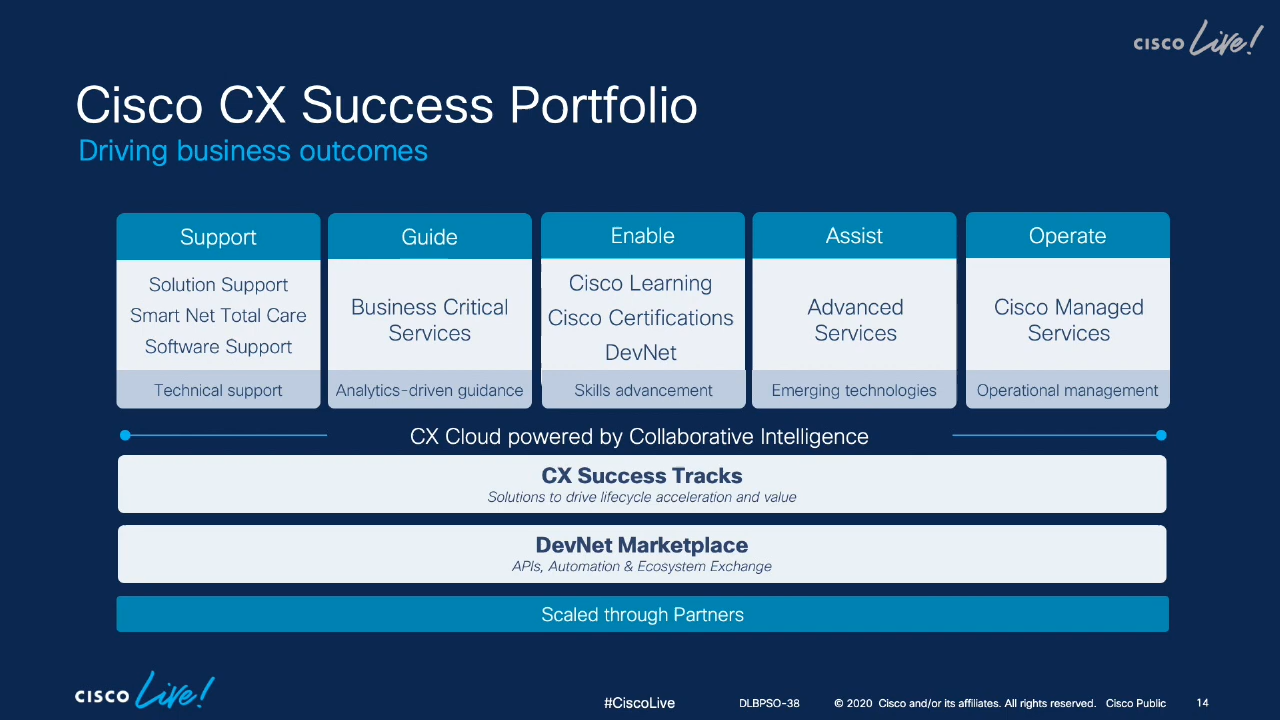 CISCO Live!
Cisco CX Success Portfolio
Driving business outcomes
Support
Solution Support
Smart Net Total Care
Software Support
Technical support
Guide
Business Critical
Services
Analytics-driven guidance
Enable
Cisco Learning
Cisco Certifications
DevNet
Skills advancement
Assist
Advanced
Services
Emerging technologies
Operate
Cisco Managed
Services
Operational management
CX Cloud powered by Collaborative Intelligence
CX Success Tracks
Solutions to drive lifecycle acceleration and value
DevNet Marketplace
APIs, Automation & Ecosystem Exchange
Scaled through Partners
CISCO Live!
#CiscoLive
DLBPSO-38
© 2020 Cisco and/or its affiliates. All rights reserved. Cisco Public
14